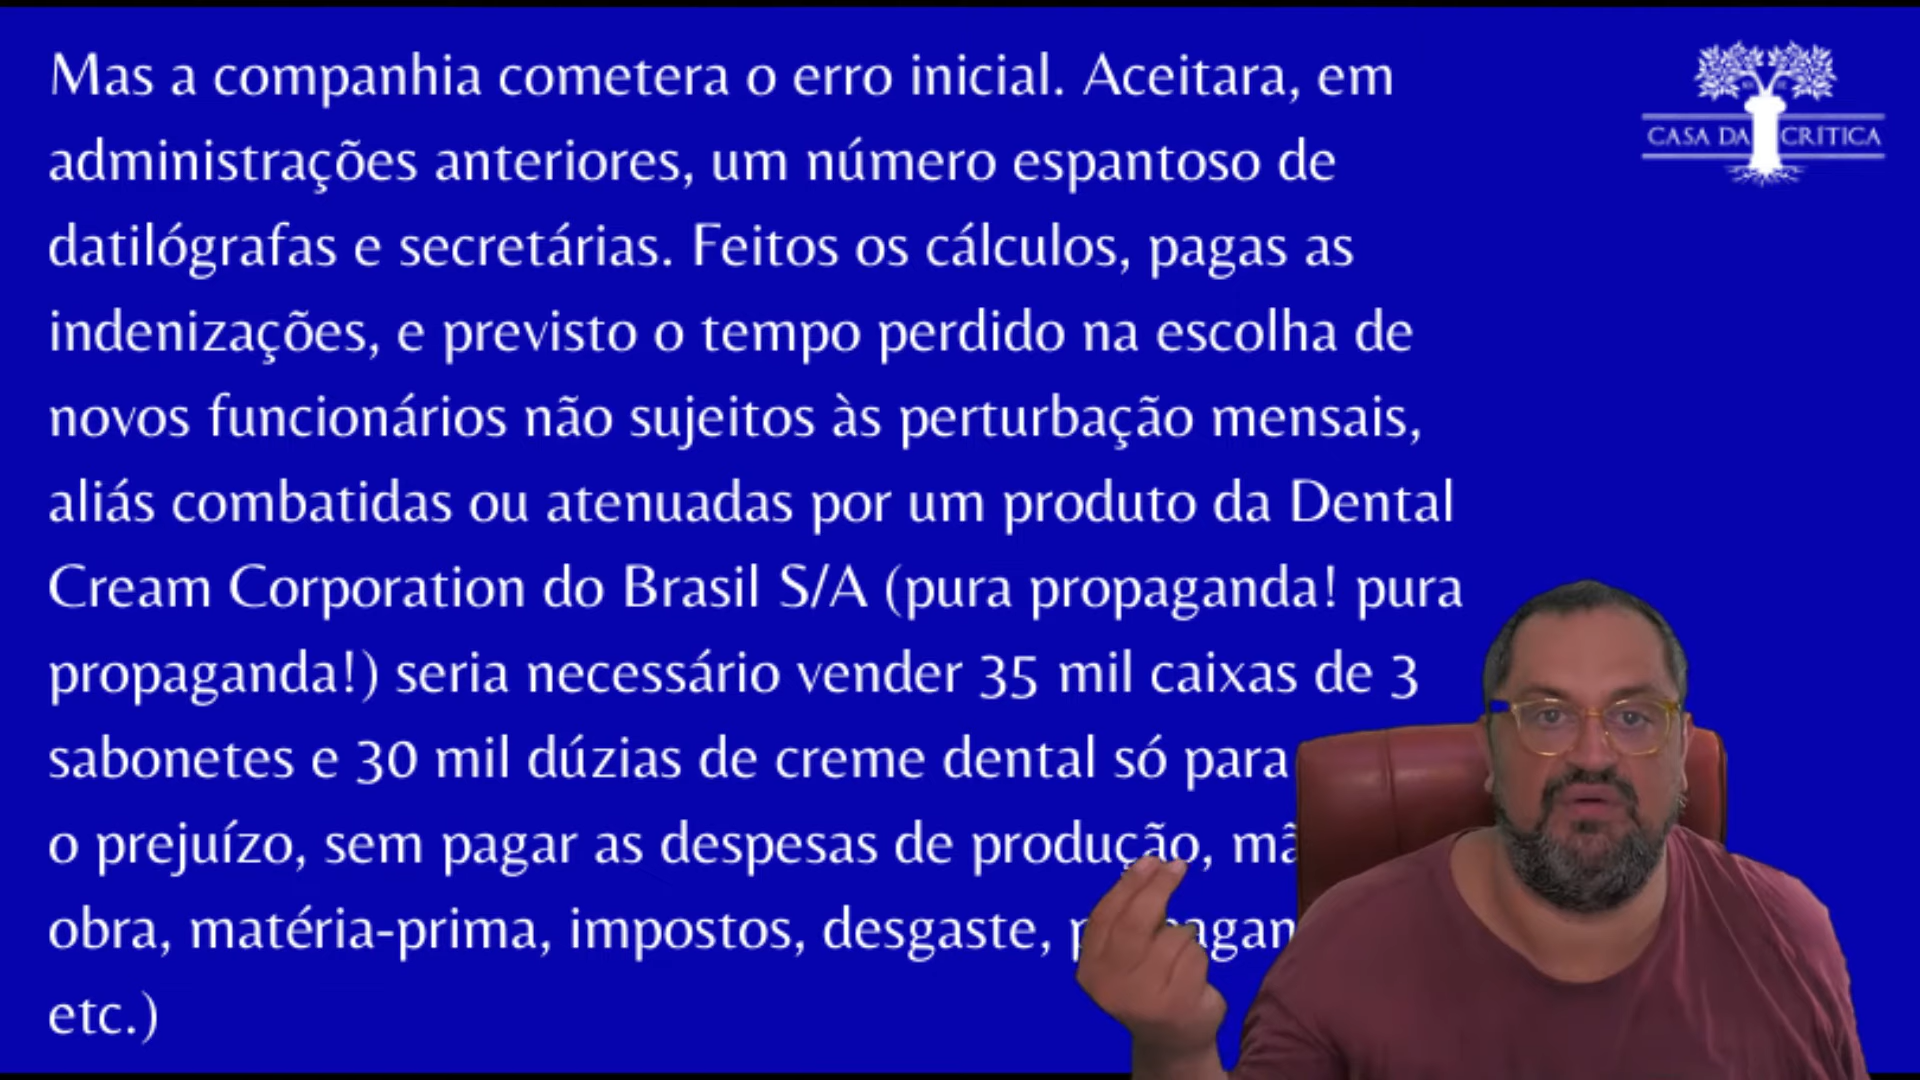 Mas a companhia cometera o erro inicial. Aceitara, em
administrações anteriores, um número espantoso de
datilógrafas e secretárias. Feitos os cálculos, pagas as
indenizações, e previsto o tempo perdido na escolha de
novos funcionários não sujeitos às perturbação mensais,
aliás combatidas ou atenuadas por um produto da Dental
Cream Corporation do Brasil S/A (pura propaganda! pura
propaganda!) seria necessário vender 35 mil caixas de 3
sabonetes e 30 mil dúzias de creme dental só para
o prejuízo, sem pagar as despesas de produção,
obra, matéria-prima, impostos, desgaste,
etc.)
CASA DA CRÍTICA